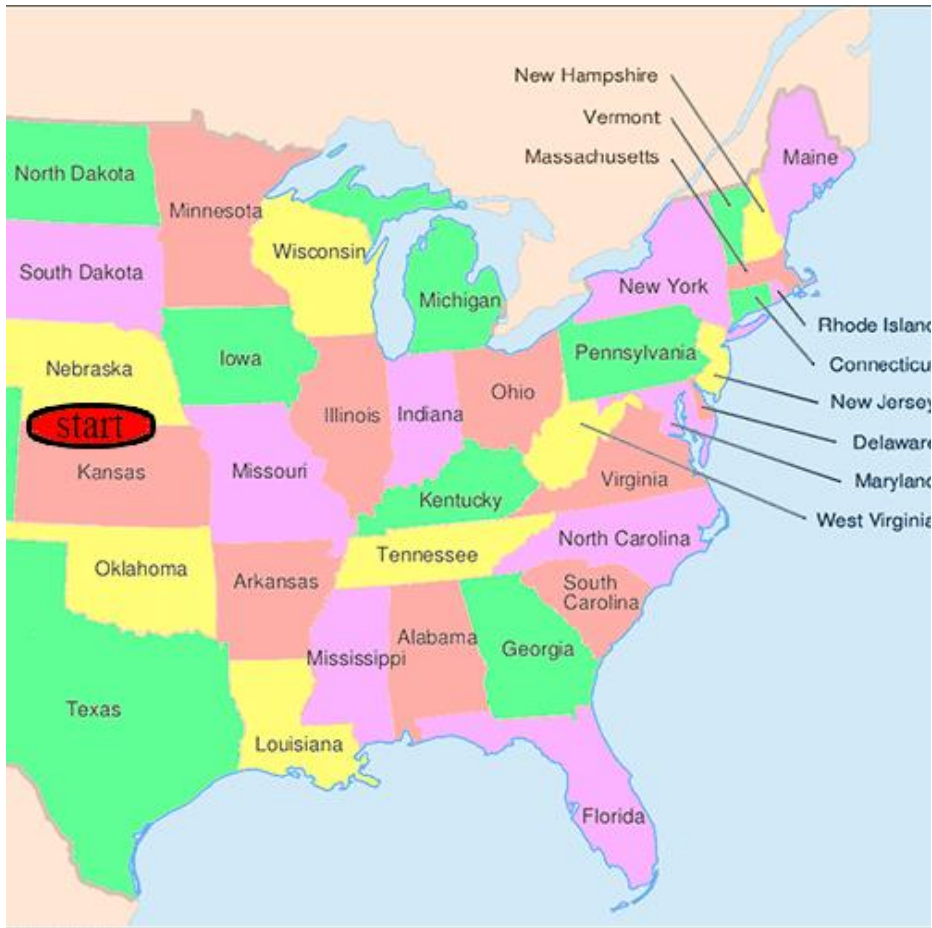 New Hampshire
Vermont
Massachusetts
Maine
North Dakota
Minnesota
Wisconsin
South Dakota
New York
Michigan
Rhode Island
Iowa
Pennsylvania
Connecticu
Nebraska
Ohio
New Jersey
Illinois
Indiana
start
Delaware
Kansas
Missouri
Virginia
Maryland
Kentucky
West Virginia
North Carolina
Tennessee
Oklahoma
Arkansas
South
Carolina
Alabama
Georgia
Mississippi
Texas
Louisiana
Florida